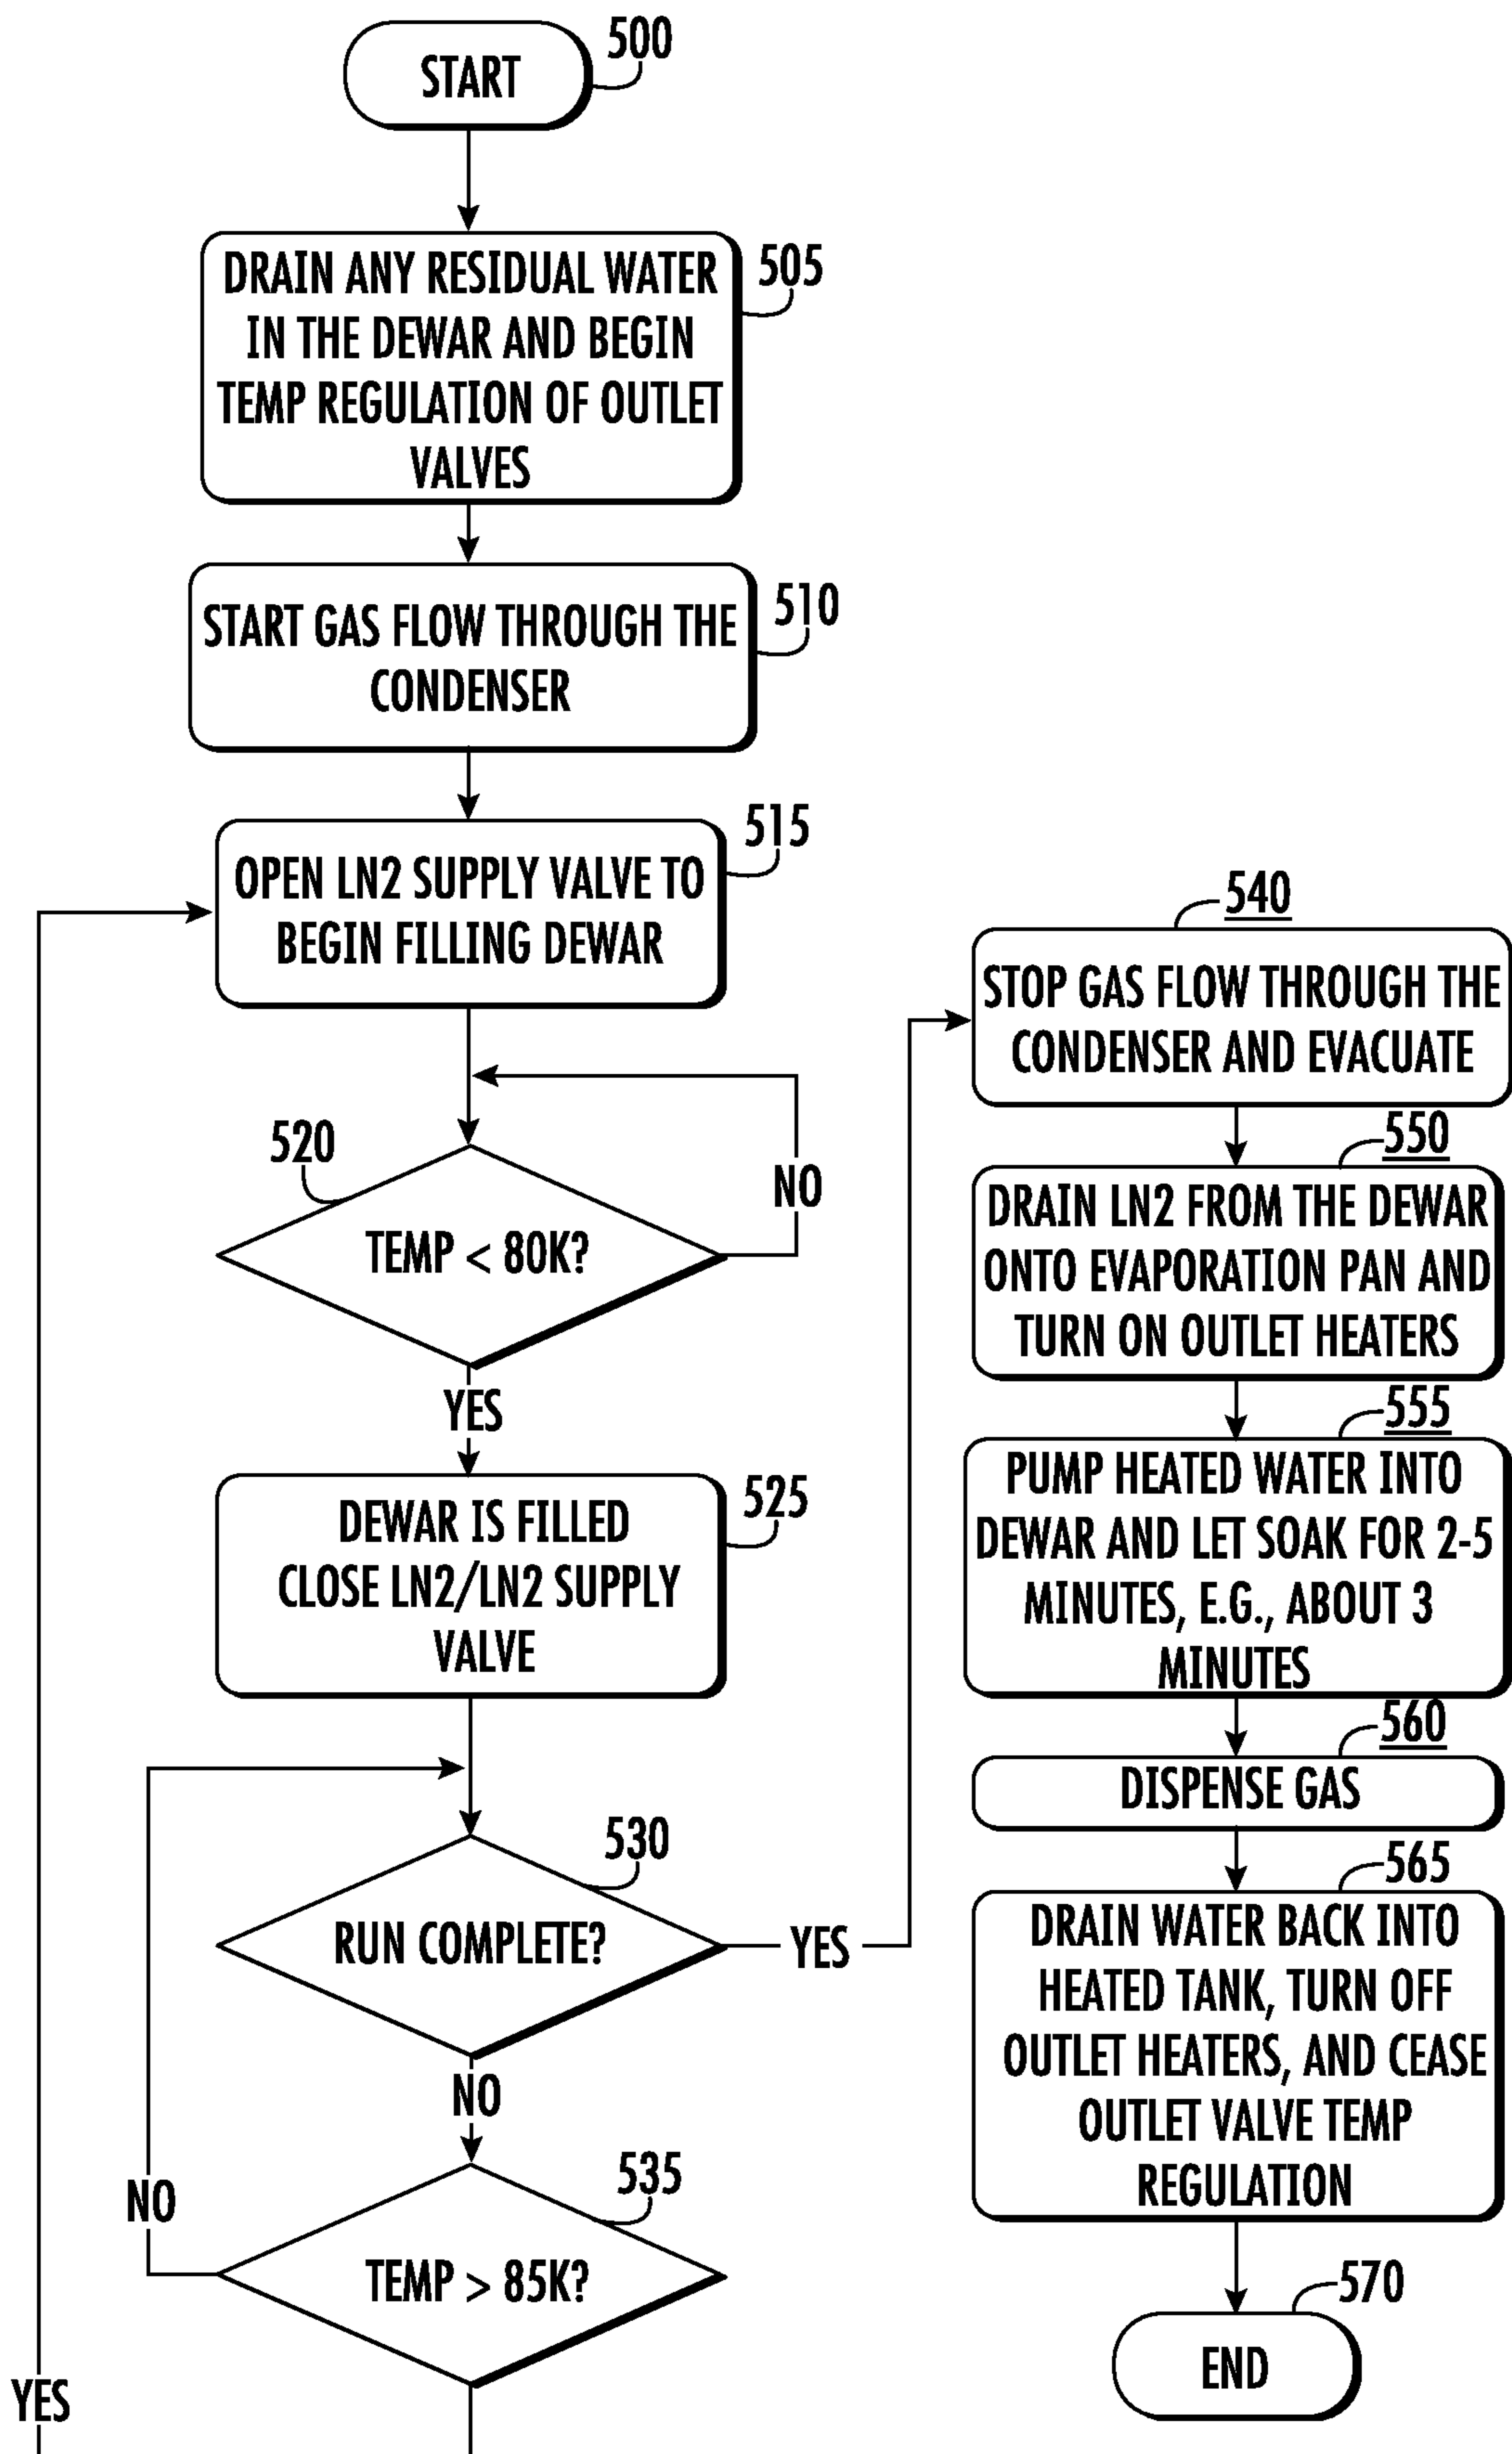 START
500
DRAIN ANY RESIDUAL WATER
IN THE DEWAR AND BEGIN
TEMP REGULATION OF OUTLET
VALVES
505
START GAS FLOW THROUGH THE
CONDENSER
510
OPEN LN2 SUPPLY VALVE TO
BEGIN FILLING DEWAR
515
520
TEMP < 80K?
NO
YES
DEWAR IS FILLED
CLOSE LN2/LN2 SUPPLY
VALVE
525
530
RUN COMPLETE?
YES
NO
535
TEMP > 85K?
NO
YES
540
STOP GAS FLOW THROUGH THE
CONDENSER AND EVACUATE
550
DRAIN LN2 FROM THE DEWAR
ONTO EVAPORATION PAN AND
TURN ON OUTLET HEATERS
555
PUMP HEATED WATER INTO
DEWAR AND LET SOAK FOR 2-5
MINUTES, E.G., ABOUT 3
MINUTES
560
DISPENSE GAS
565
DRAIN WATER BACK INTO
HEATED TANK, TURN OFF
OUTLET HEATERS, AND CEASE
OUTLET VALVE TEMP
REGULATION
570
END